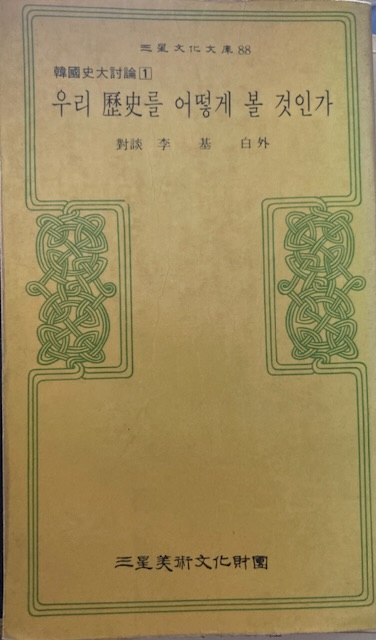 三星文化文庫 88
韓國史大討論 1
우리 歷史를 어떻게 볼 것인가
對談 李 基 白 外
三星美術文化財團